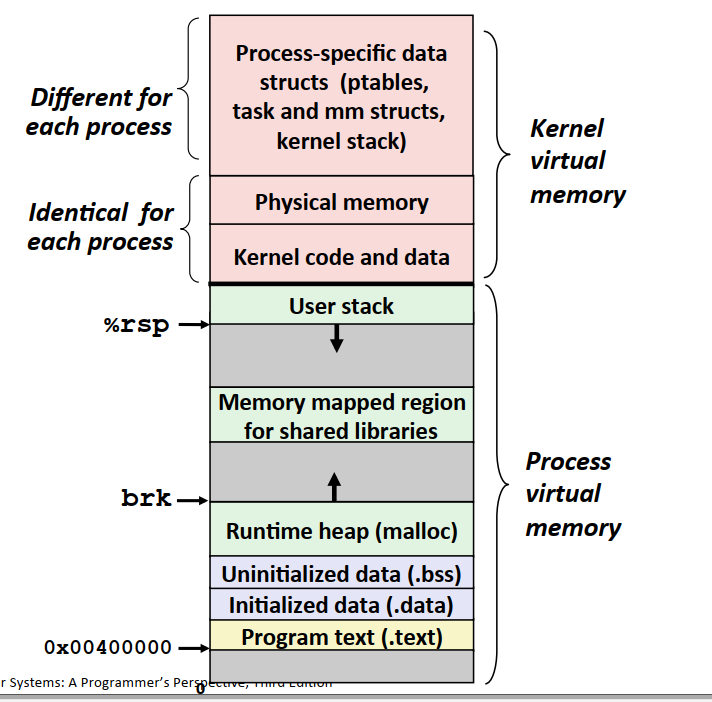 Process-specific data
structs (ptables,
task and mm structs,
kernel stack)
Different for
each process
Kernel
virtual
memory
Physical memory
Identical for
each process
Kernel code and data
User stack
%rsp
Memory mapped region
for shared libraries
Process
virtual
memory
brk
Runtime heap (malloc)
Uninitialized data (.bss)
Initialized data (.data)
Program text (.text)
0x00400000
r Systems: A Programmer's Perspective, Third Edition
0